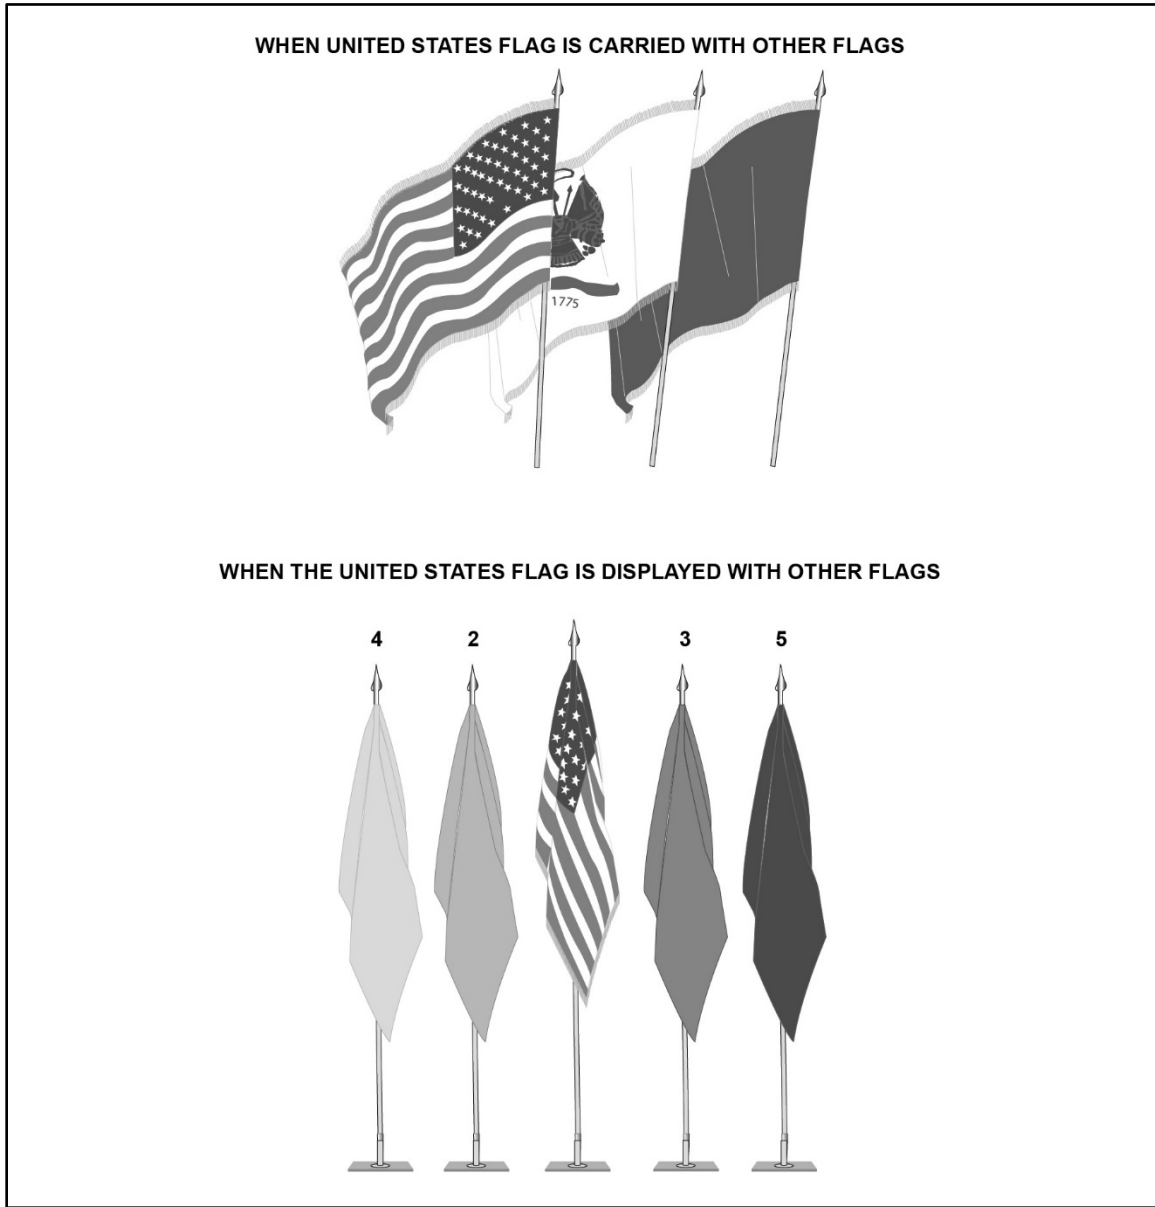 WHEN UNITED STATES FLAG IS CARRIED WITH OTHER FLAGS
1775
WHEN THE UNITED STATES FLAG IS DISPLAYED WITH OTHER FLAGS
4 2 3 5